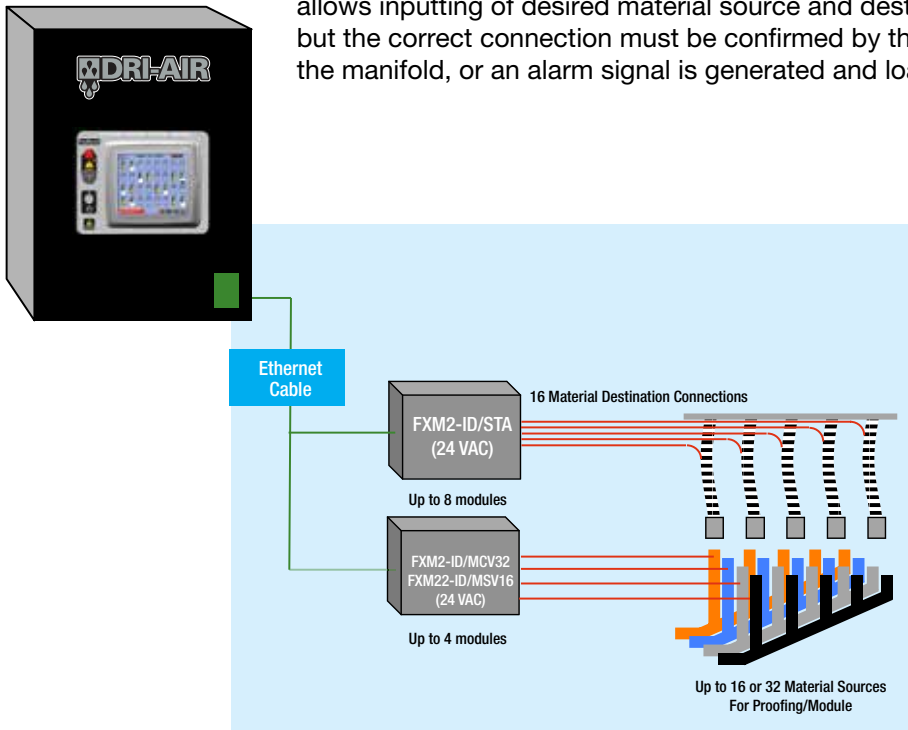 allows inputting of desired material source and
but the correct connection must be confirmed by
the manifold, or an alarm signal is generated and
DRI-AIR
Ethernet
Cable
16 Material Destination Connections
FXM2-ID/STA
(24 VAC)
Up to 8 modules
FXM2-ID/MCV32
FXM22-ID/MSV16
(24 VAC)
Up to 4 modules
Up to 16 or 32 Material Sources
For Proofing/Module